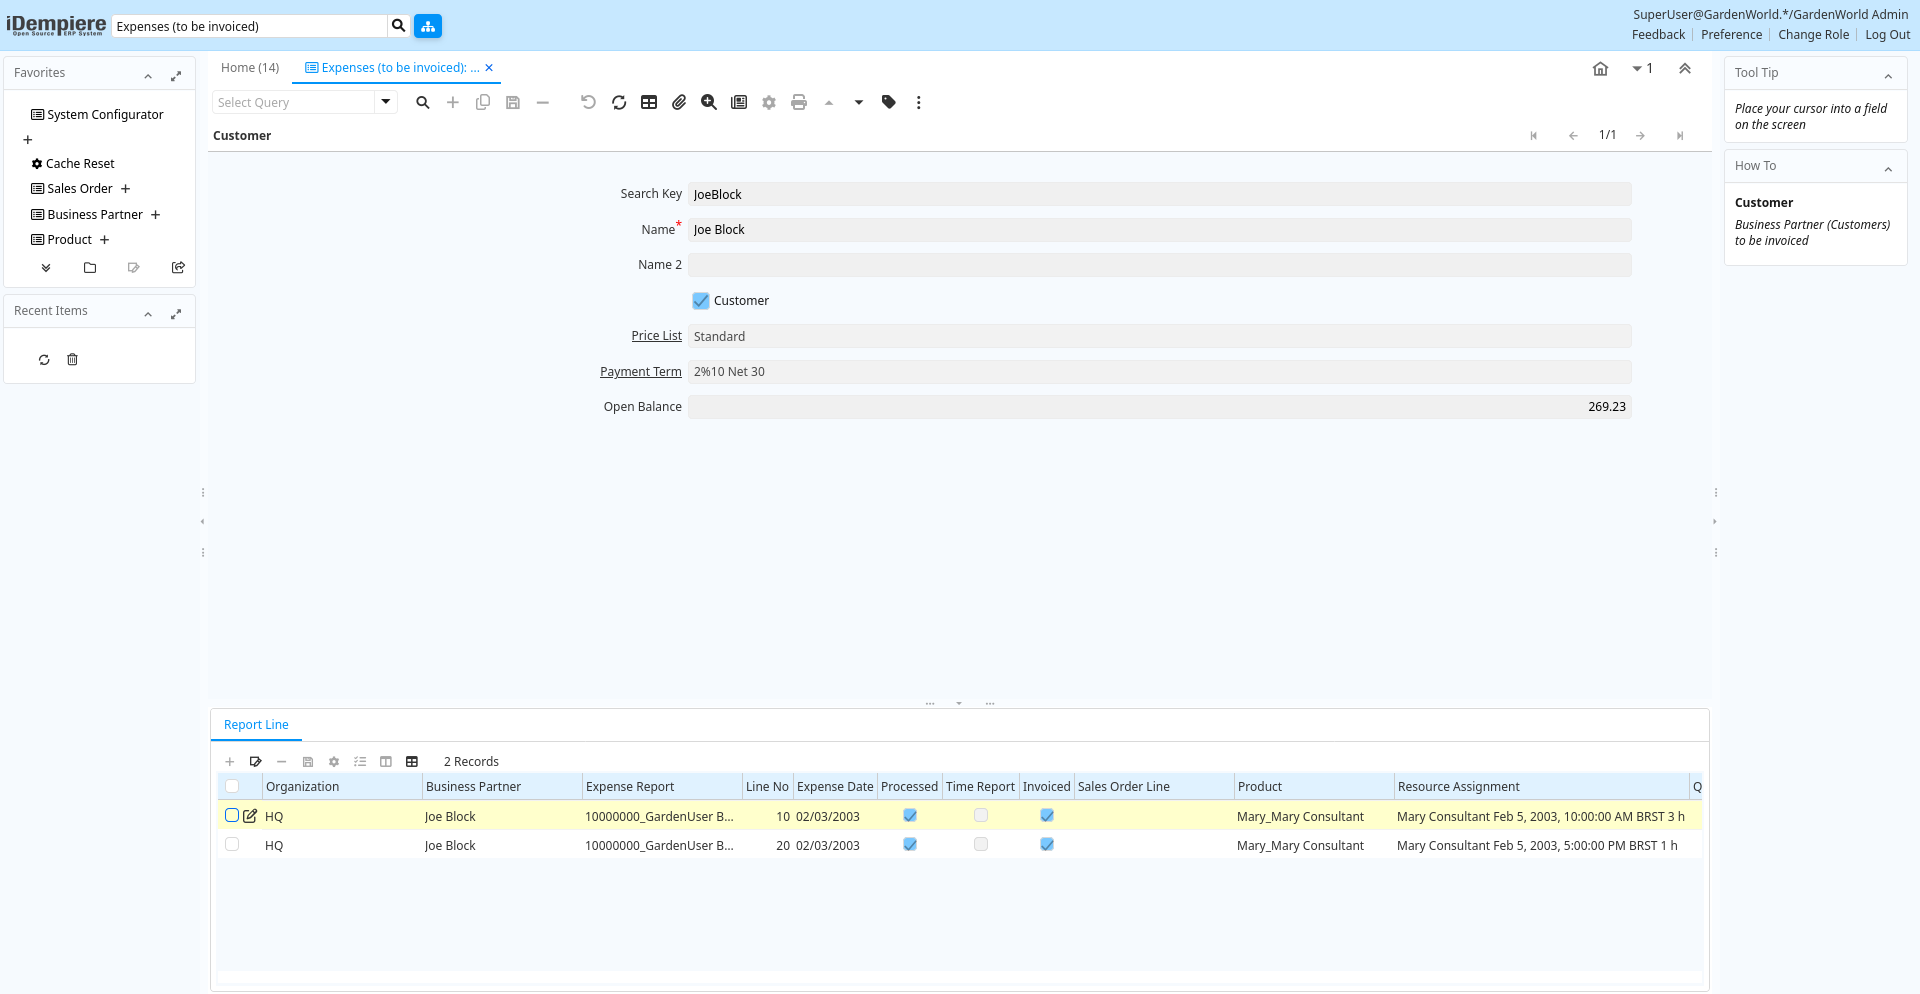 iDempiere
Open Source ERP System
Expenses (to be invoiced)
SuperUser@GardenWorld.*/GardenWorld Admin
Feedback
Preference
Change Role
Log Out
Favorites
System Configurator
Cache Reset
Sales Order
Business Partner
Product
Recent Items
Home (14)
Expenses (to be invoiced): ...
1
Select Query
Customer
1/1
Search Key
JoeBlock
Name*
Joe Block
Name 2
Customer
Price List
Standard
Payment Term
2%10 Net 30
Open Balance
269.23
Tool Tip
Place your cursor into a field
on the screen
How To
Customer
Business Partner (Customers)
to be invoiced
Report Line
2 Records
Organization Business Partner Expense Report Line No Expense Date Processed Time Report Invoiced Sales Order Line Product Resource Assignment Q
HQ Joe Block 10000000_GardenUser B... 10 02/03/2003 Mary_Mary Consultant Mary Consultant Feb 5, 2003, 10:00:00 AM BRST 3 h
HQ Joe Block 10000000_GardenUser B... 20 02/03/2003 Mary_Mary Consultant Mary Consultant Feb 5, 2003, 5:00:00 PM BRST 1 h